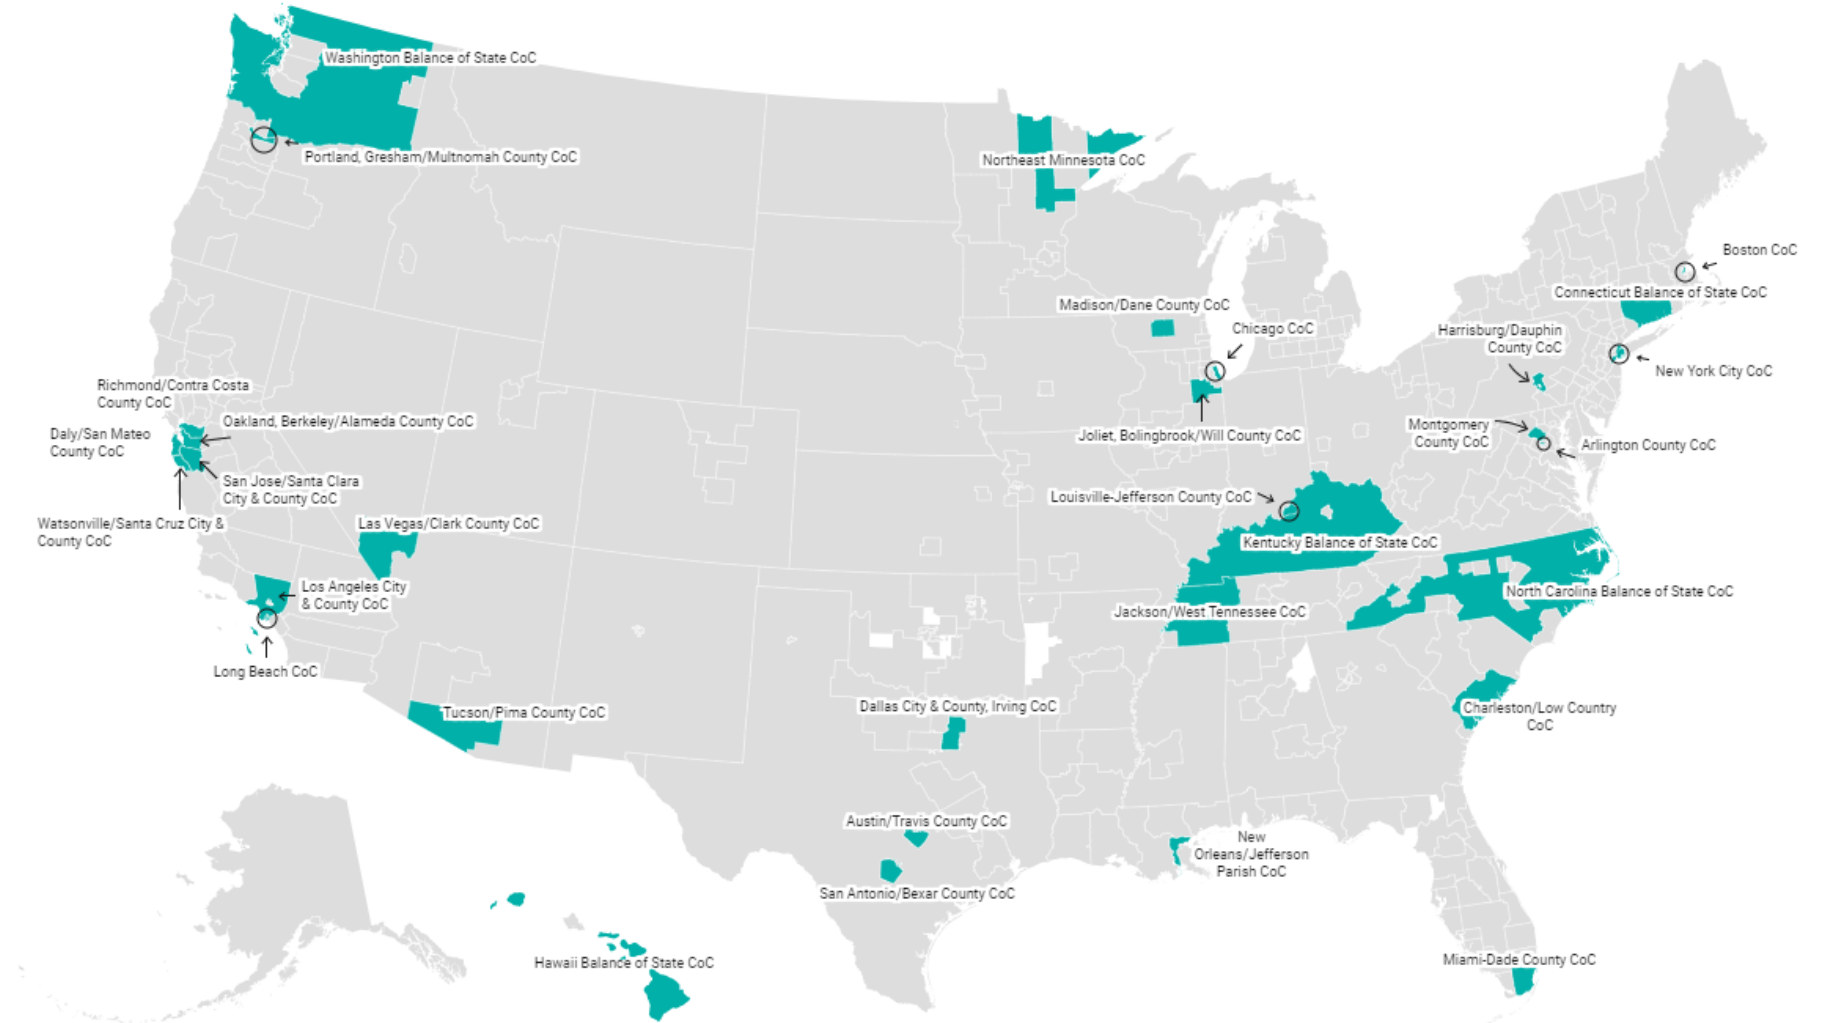 Washington Balance of State CoC
Portland, Gresham/Multnomah County CoC
Northeast Minnesota CoC
Boston CoC
Connecticut Balance of State CoC
Madison/Dane County CoC
Chicago CoC
Harrisburg/Dauphin
County CoC
New York City CoC
Richmond/Contra Costa
County CoC
Oakland, Berkeley/Alameda County CoC
Daly/San Mateo
County CoC
Joliet, Bolingbrook/Will County CoC
Montgomery
County CoC
Arlington County CoC
San Jose/Santa Clara
City & County CoC
Louisville-Jefferson County CoC
Watsonville/Santa Cruz City &
County CoC
Las Vegas/Clark County CoC
Kentucky Balance of State CoC
Los Angeles City
& County CoC
North Carolina Balance of State CoC
Jackson/West Tennessee CoC
Long Beach CoC
Tucson/Pima County CoC
Dallas City & County, Irving CoC
Charleston/Low Country
CoC
Austin/Travis County CoC
New
Orleans/Jefferson
Parish CoC
San Antonio/Bexar County CoC
Hawaii Balance of State CoC
Miami-Dade County CoC